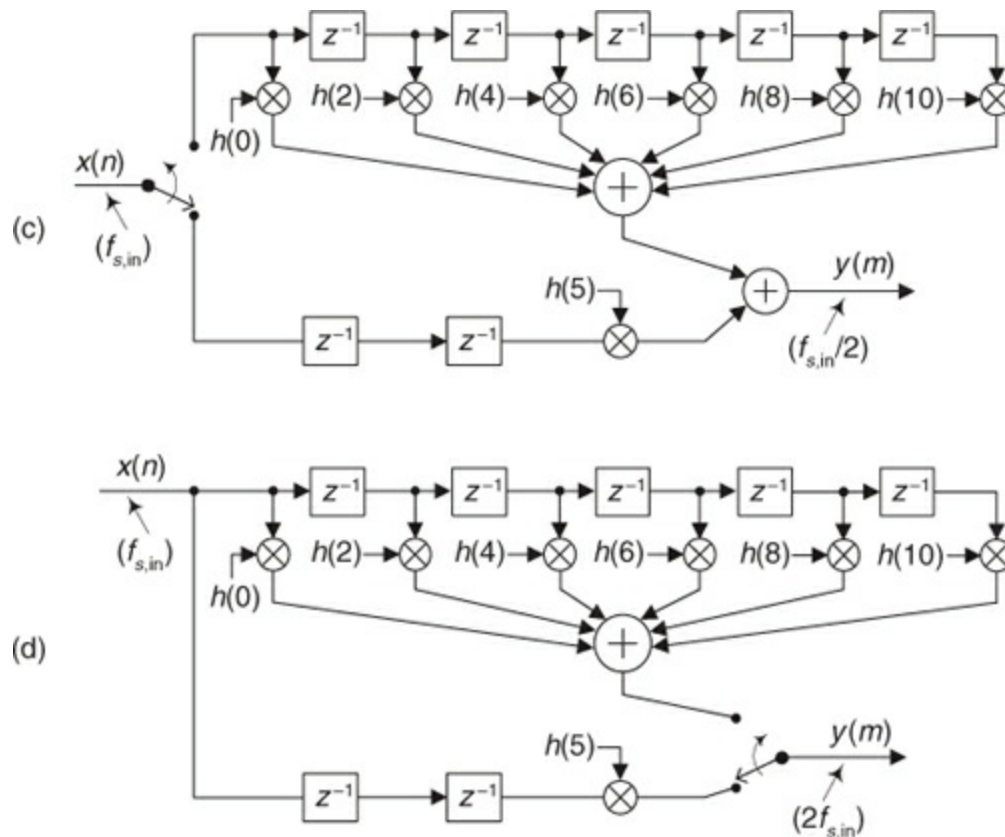 z⁻¹ z⁻¹ z⁻¹ z⁻¹ z⁻¹
h(2) h(4) h(6) h(8) h(10)
h(0)
x(n)
+
(c)
(fs,in)
h(5)
y(m)
+
z⁻¹ z⁻¹
(fs,in/2)
x(n)
z⁻¹ z⁻¹ z⁻¹ z⁻¹ z⁻¹
(fs,in)
h(2) h(4) h(6) h(8) h(10)
h(0)
+
(d)
h(5)
y(m)
z⁻¹ z⁻¹
(2fs,in)